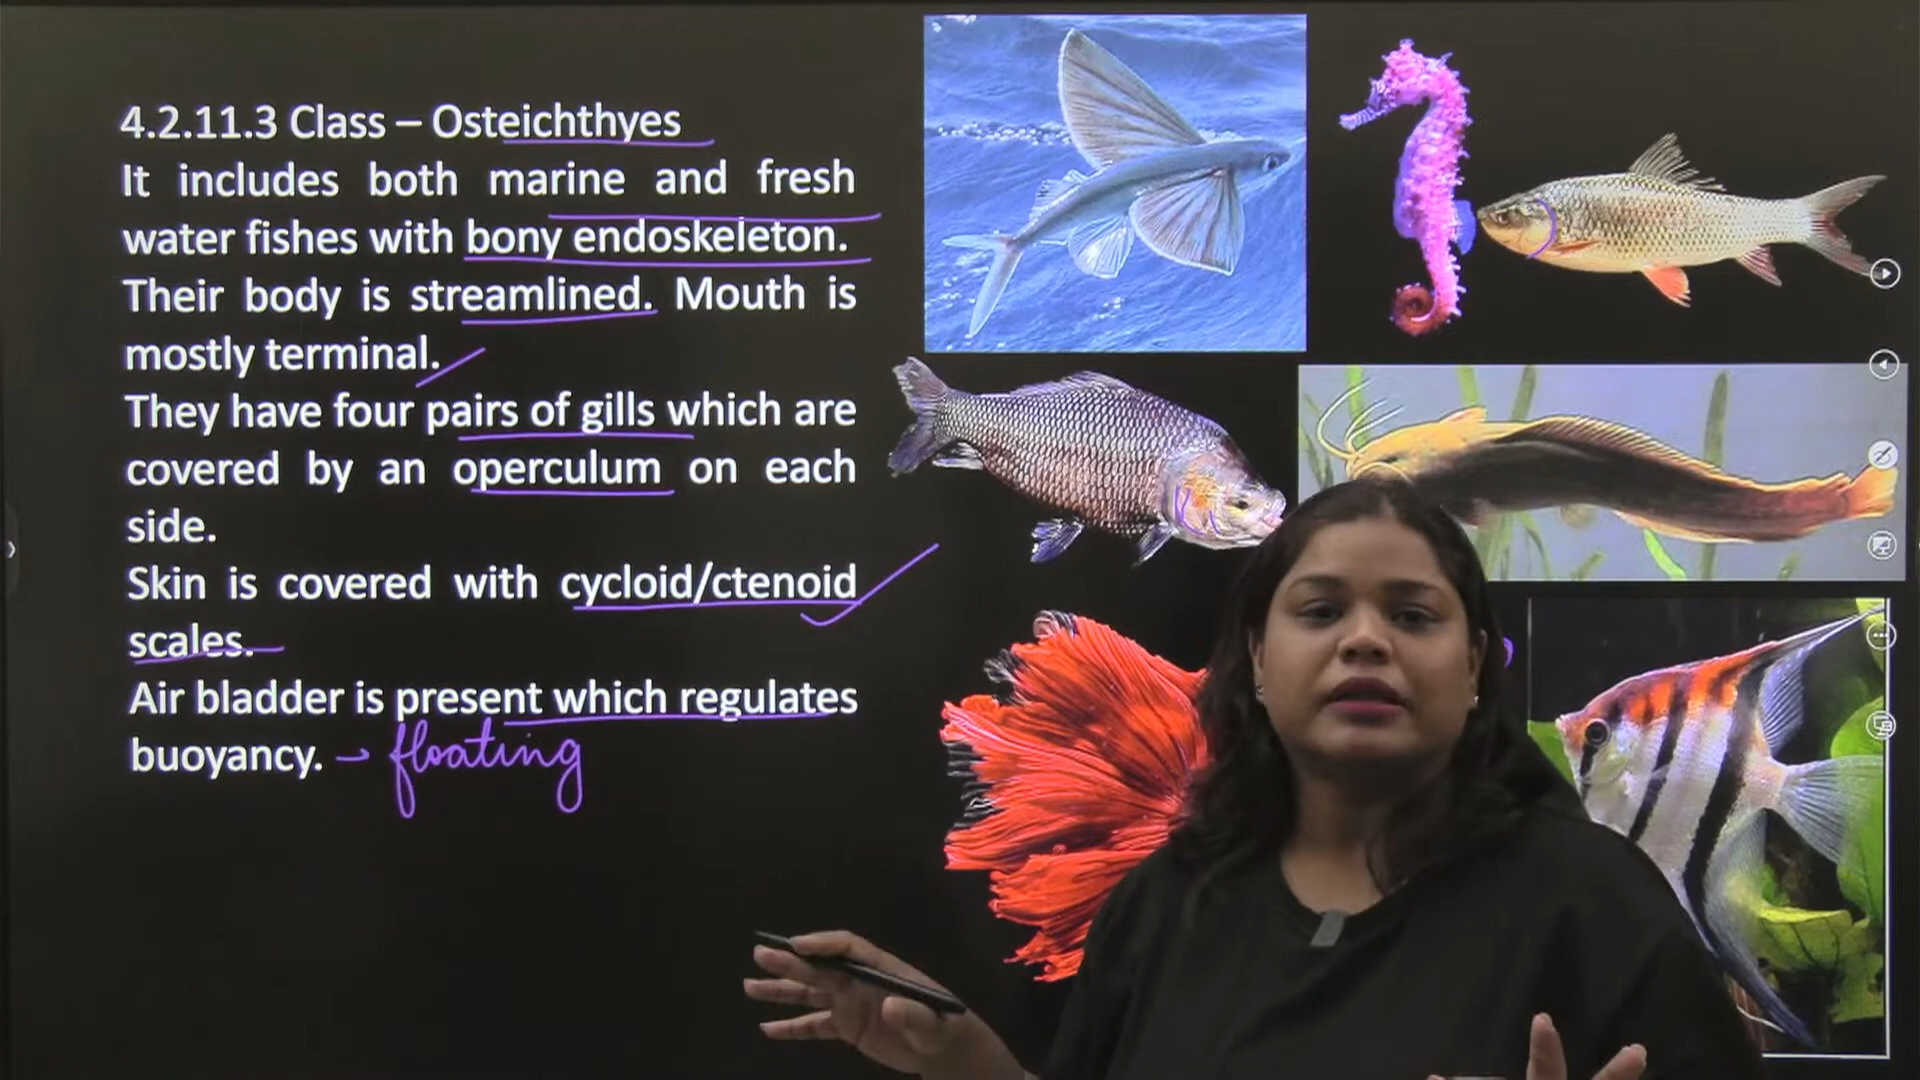 4.2.11.3 Class – Osteichthyes
It includes both marine and fresh
water fishes with bony endoskeleton.
Their body is streamlined. Mouth is
mostly terminal.
They have four pairs of gills which are
covered by an operculum on each
side.
Skin is covered with cycloid/ctenoid
scales.
Air bladder is present which regulates
buoyancy. → floating